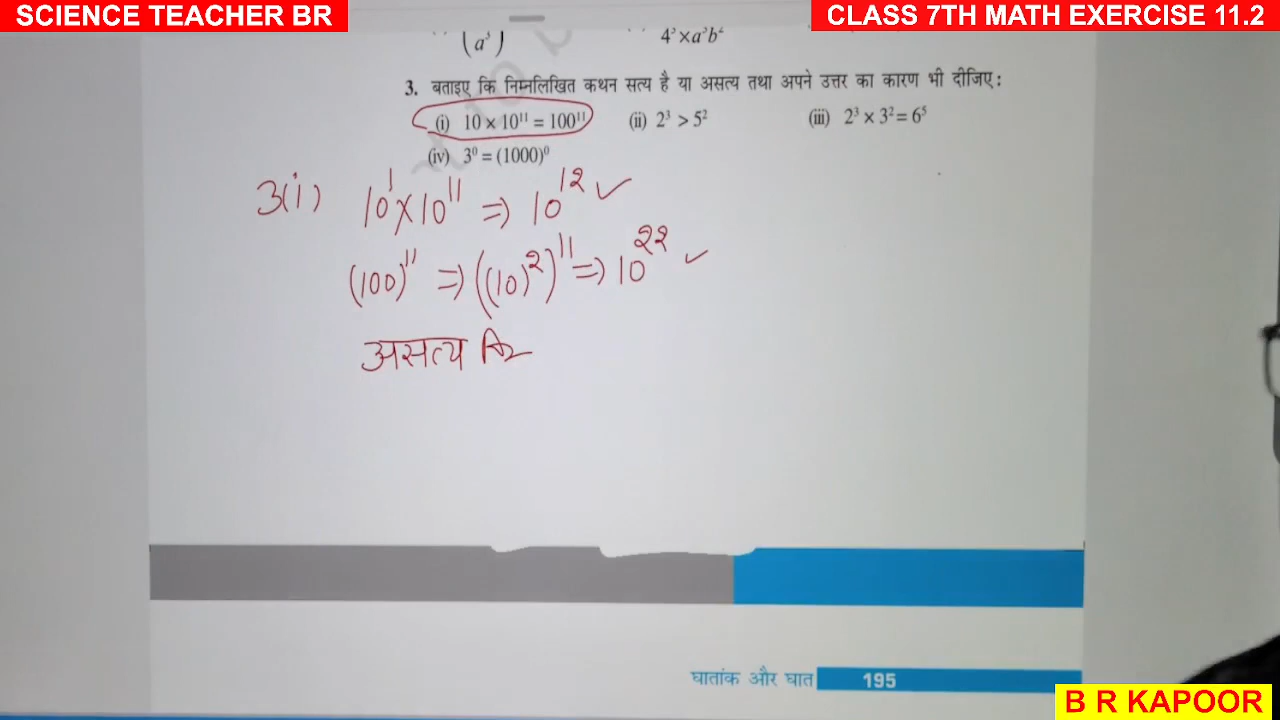 SCIENCE TEACHER BR
CLASS 7TH MATH EXERCISE 11.2
3. बताइए कि निम्नलिखित कथन सत्य है या असत्य तथा अपने उत्तर का कारण भी दीजिए:
(i) 10 × 10¹¹ = 100¹¹ (ii) 2³ > 5² (iii) 2³ × 3² = 6⁵
(iv) 3⁰ = (1000)⁰
3(i) 10¹ × 10¹¹ ⇒ 10¹² ✓
(100)¹¹ ⇒ ((10)²)¹¹ ⇒ 10²² ✓
असत्य
घातांक और घात 195
B R KAPOOR